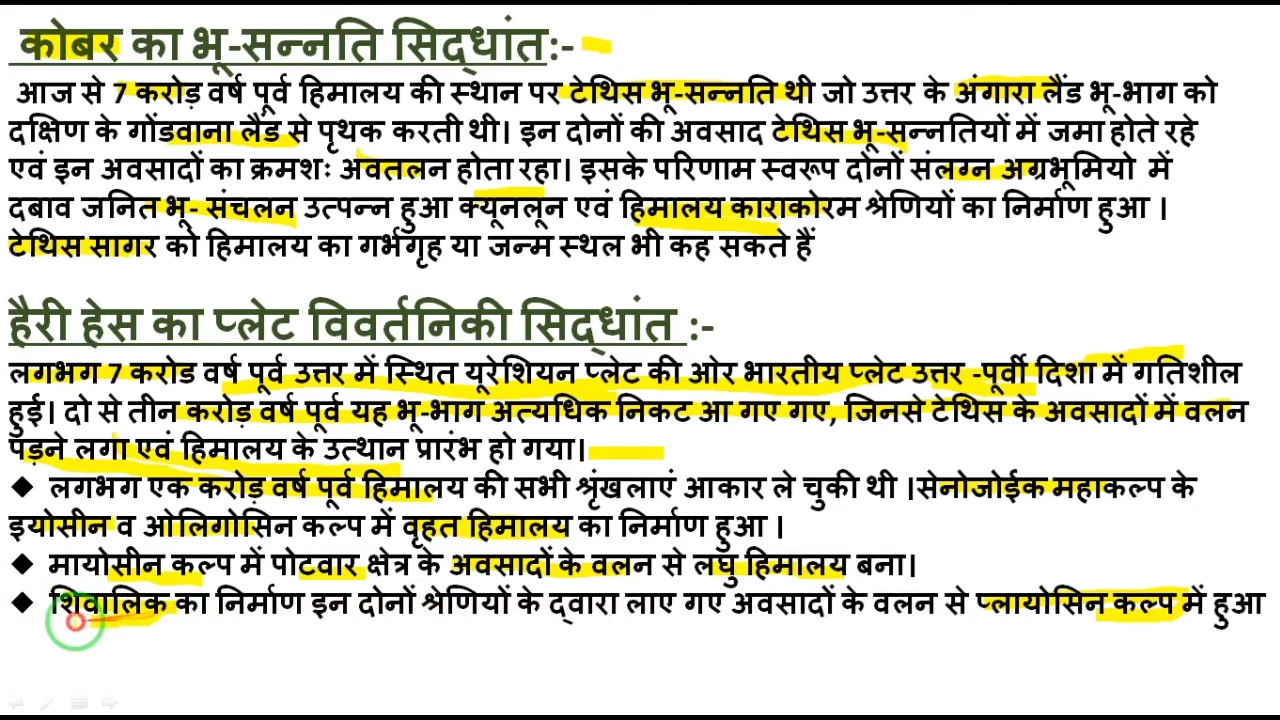 कोबर का भू-सन्नति सिद्धांत:-
आज से 7 करोड़ वर्ष पूर्व हिमालय की स्थान पर टेथिस भू-सन्नति थी जो उत्तर के अंगारा लैंड भू-भाग को
दक्षिण के गोंडवाना लैंड से पृथक करती थी। इन दोनों की अवसाद टेथिस भू-सन्नतियों में जमा होते रहे
एवं इन अवसादों का क्रमशः अवतलन होता रहा। इसके परिणाम स्वरूप दोनों संलग्न अग्रभूमियो में
दबाव जनित भू- संचलन उत्पन्न हुआ क्यूनलून एवं हिमालय काराकोरम श्रेणियों का निर्माण हुआ ।
टेथिस सागर को हिमालय का गर्भगृह या जन्म स्थल भी कह सकते हैं
हैरी हेस का प्लेट विवर्तनिकी सिद्धांत :-
लगभग 7 करोड वर्ष पूर्व उत्तर में स्थित यूरेशियन प्लेट की ओर भारतीय प्लेट उत्तर -पूर्वी दिशा में गतिशील
हुई। दो से तीन करोड़ वर्ष पूर्व यह भू-भाग अत्यधिक निकट आ गए गए, जिनसे टेथिस के अवसादों में वलन
पड़ने लगा एवं हिमालय के उत्थान प्रारंभ हो गया।
◆ लगभग एक करोड़ वर्ष पूर्व हिमालय की सभी श्रृंखलाएं आकार ले चुकी थी ।सेनोजोईक महाकल्प के
इयोसीन व ओलिगोसिन कल्प में वृहत हिमालय का निर्माण हुआ ।
◆ मायोसीन कल्प में पोटवार क्षेत्र के अवसादों के वलन से लघु हिमालय बना।
◆ शिवालिक का निर्माण इन दोनों श्रेणियों के द्वारा लाए गए अवसादों के वलन से प्लायोसिन कल्प में हुआ